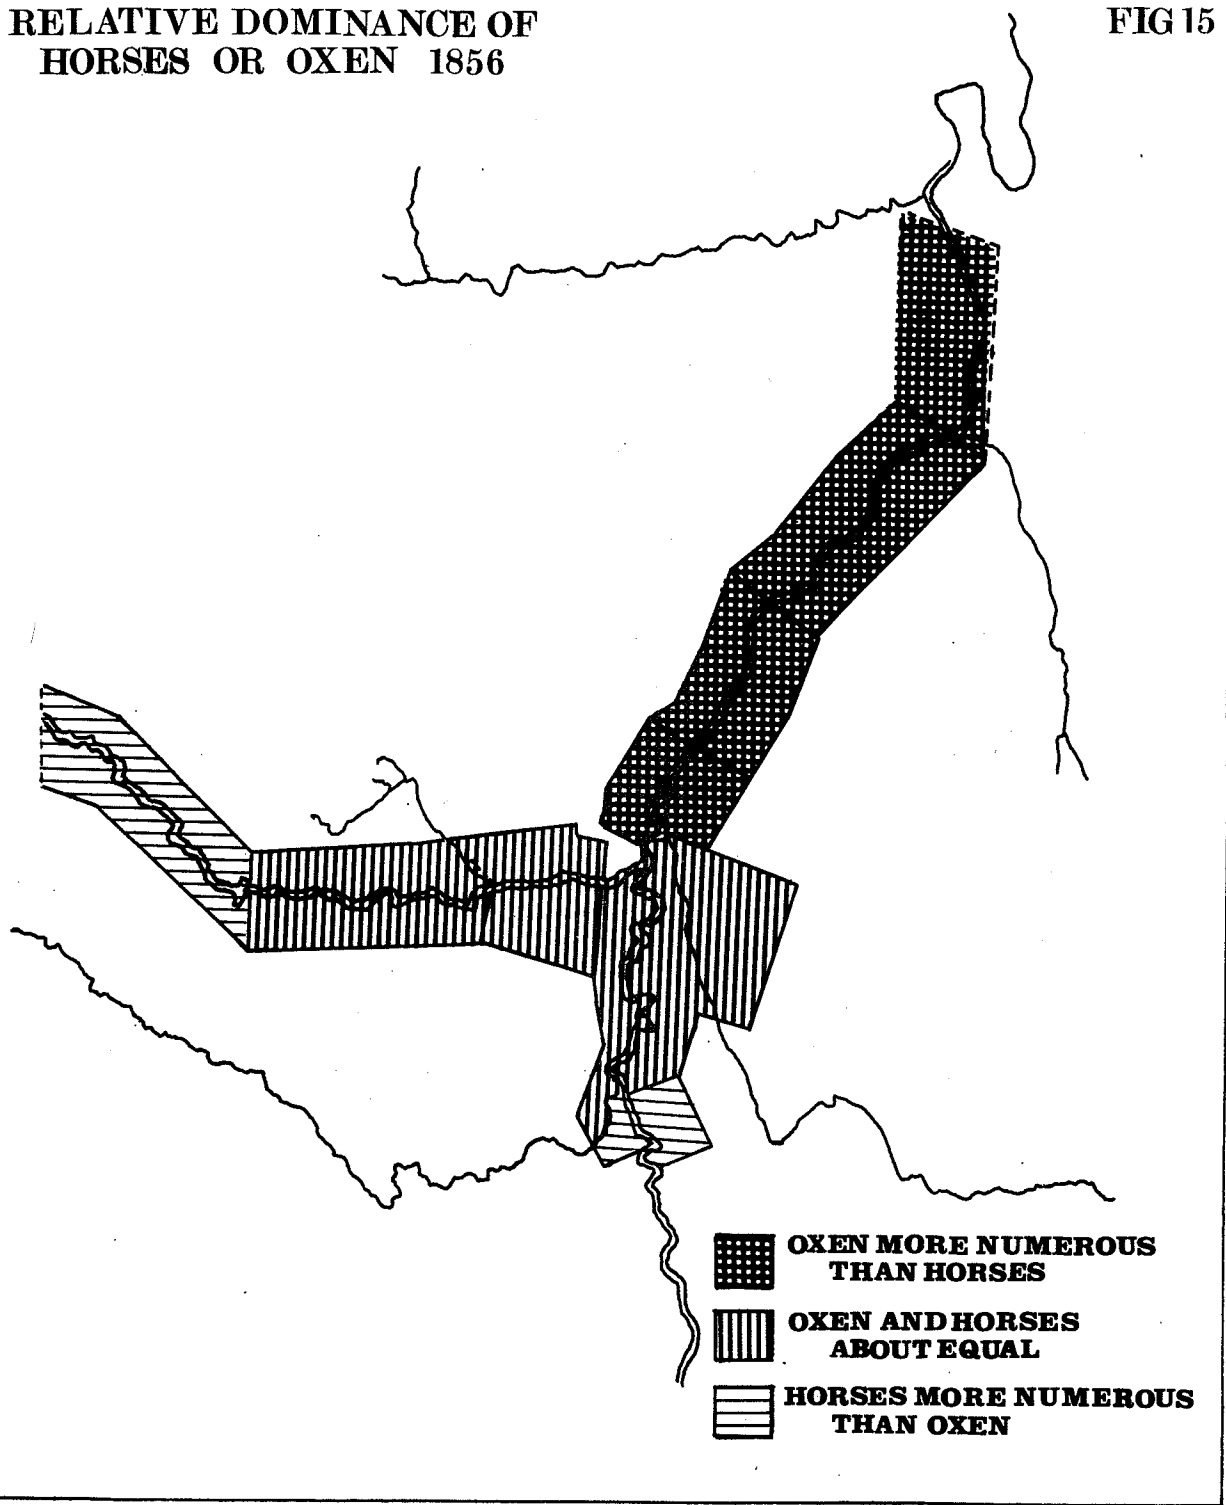 RELATIVE DOMINANCE OF
HORSES OR OXEN 1856
FIG 15
OXEN MORE NUMEROUS
THAN HORSES
OXEN AND HORSES
ABOUT EQUAL
HORSES MORE NUMEROUS
THAN OXEN